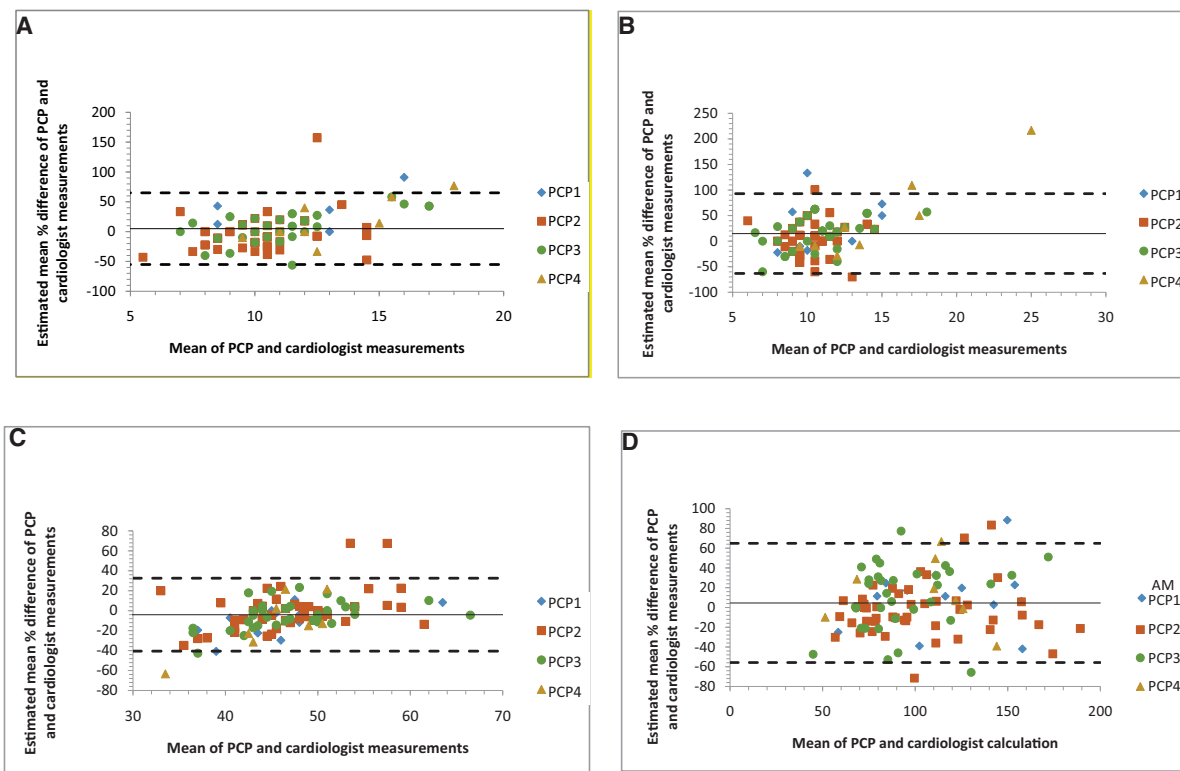 A
Estimated mean % difference of PCP and
cardiologist measurements
200
150
100
50
0
-50
-100
5
10
15
20
Mean of PCP and cardiologist measurements
PCP1
PCP2
PCP3
PCP4
B
Estimated mean % difference of PCP and
cardiologist measurements
250
200
150
100
50
0
-50
-100
5
10
15
20
25
30
Mean of PCP and cardiologist measurements
PCP1
PCP2
PCP3
PCP4
C
Estimated mean % difference of PCP
and cardiologist measurements
80
60
40
20
0
-20
-40
-60
-80
30
40
50
60
70
Mean of PCP and cardiologist measurements
PCP1
PCP2
PCP3
PCP4
D
Estimated mean % difference of PCP
and cardiologist measurements
100
80
60
40
20
0
-20
-40
-60
-80
0
50
100
150
200
Mean of PCP and cardiologist calculation
AM
PCP1
PCP2
PCP3
PCP4